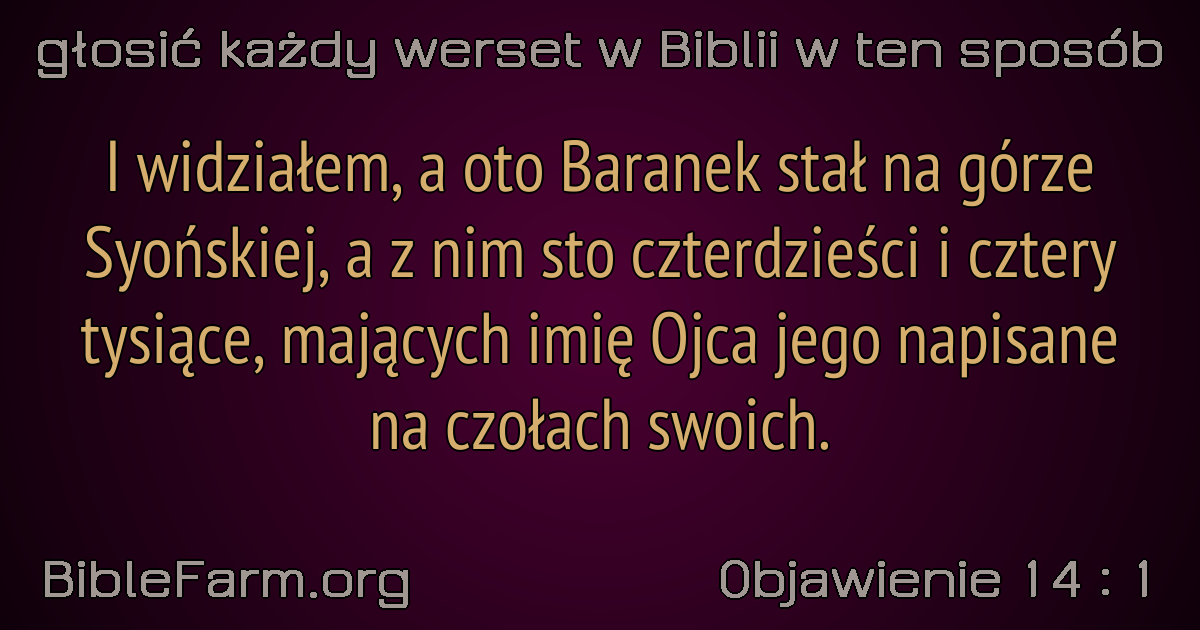 głosić każdy werset w Biblii w ten sposób
I widziałem, a oto Baranek stał na górze
Syońskiej, a z nim sto czterdzieści i cztery
tysiące, mających imię Ojca jego napisane
na czołach swoich.
BibleFarm.org
Objawienie 14 : 1